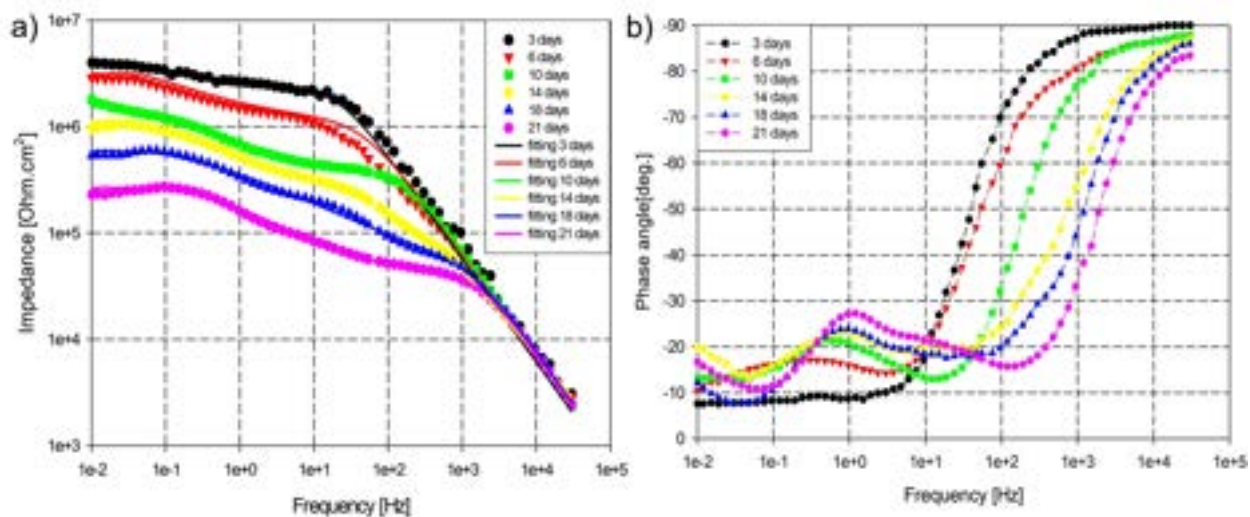 a)
1e+7
1e+6
1e+5
1e+4
1e+3
Impedance [Ohm.cm²]
3 days
6 days
10 days
14 days
18 days
21 days
fitting 3 days
fitting 6 days
fitting 10 days
fitting 14 days
fitting 18 days
fitting 21 days
1e-2 1e-1 1e+0 1e+1 1e+2 1e+3 1e+4 1e+5
Frequency [Hz]
b)
-90
-80
-70
-60
-50
-40
-30
-20
-10
0
Phase angle[deg.]
3 days
6 days
10 days
14 days
18 days
21 days
1e-2 1e-1 1e+0 1e+1 1e+2 1e+3 1e+4 1e+5
Frequency [Hz]